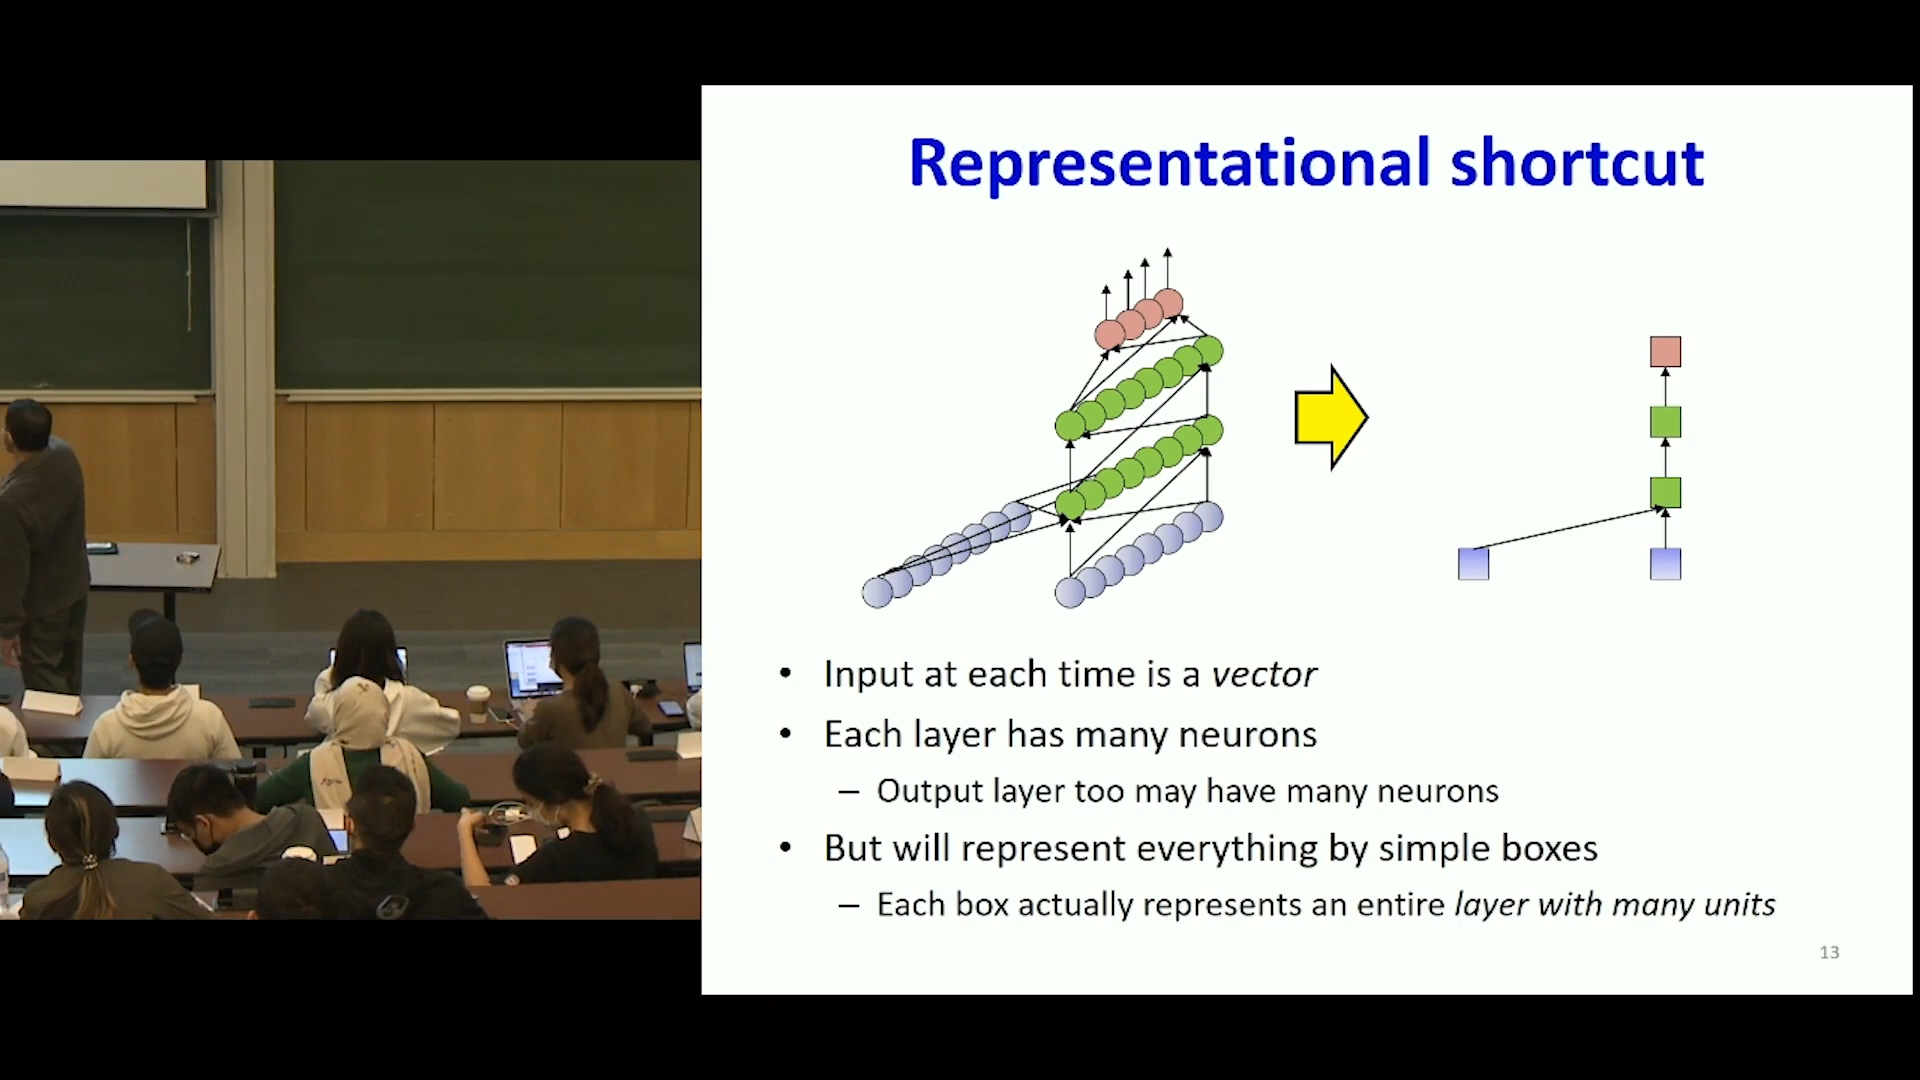 Representational shortcut
• Input at each time is a vector
• Each layer has many neurons
– Output layer too may have many neurons
• But will represent everything by simple boxes
– Each box actually represents an entire layer with many units
13